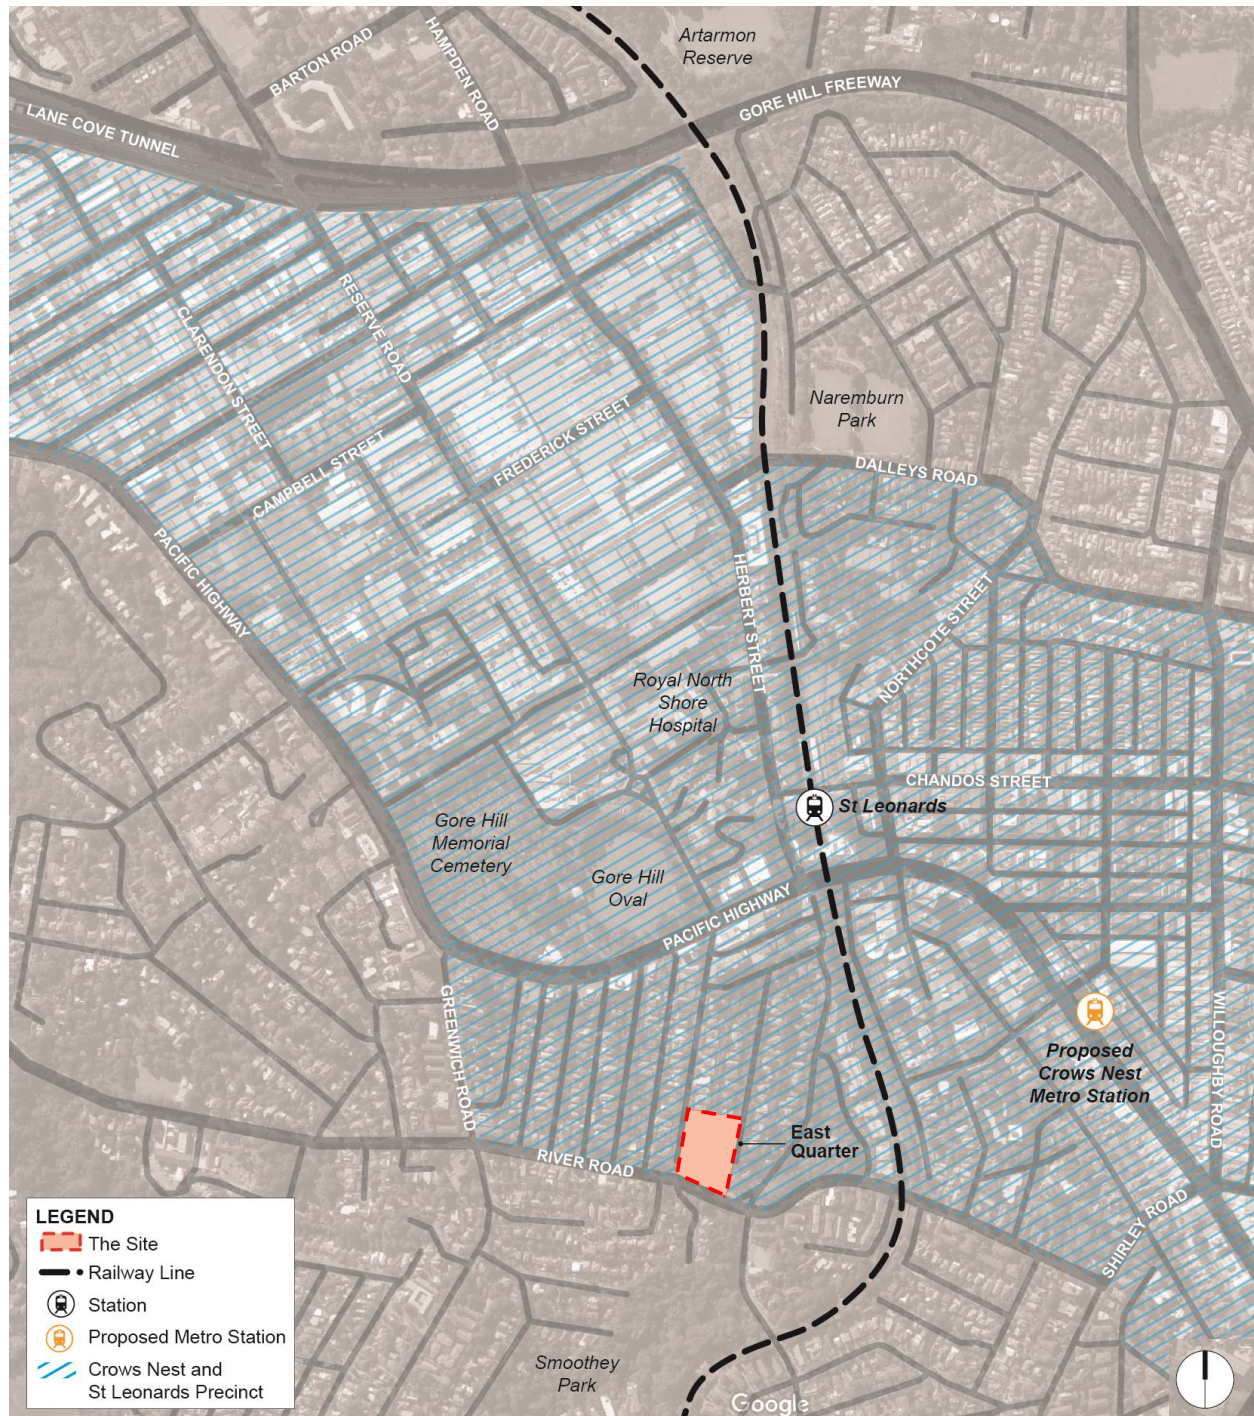 Artarmon
Reserve
BARTON ROAD
HAMPDEN ROAD
GORE HILL FREEWAY
LANE COVE TUNNEL
RESERVE ROAD
CLARENDON STREET
Naremburn
Park
FREDERICK STREET
CAMPBELL STREET
DALLEYS ROAD
PACIFIC HIGHWAY
HERBERT STREET
NORTHCOTE STREET
Royal North
Shore
Hospital
CHANDOS STREET
St Leonards
Gore Hill
Memorial
Cemetery
Gore Hill
Oval
PACIFIC HIGHWAY
GREENWICH ROAD
WILLOUGHBY ROAD
Proposed
Crows Nest
Metro Station
East
Quarter
RIVER ROAD
SHIRLEY ROAD
LEGEND
The Site
Railway Line
Station
Proposed Metro Station
Crows Nest and
St Leonards Precinct
Smoothey
Park
Google